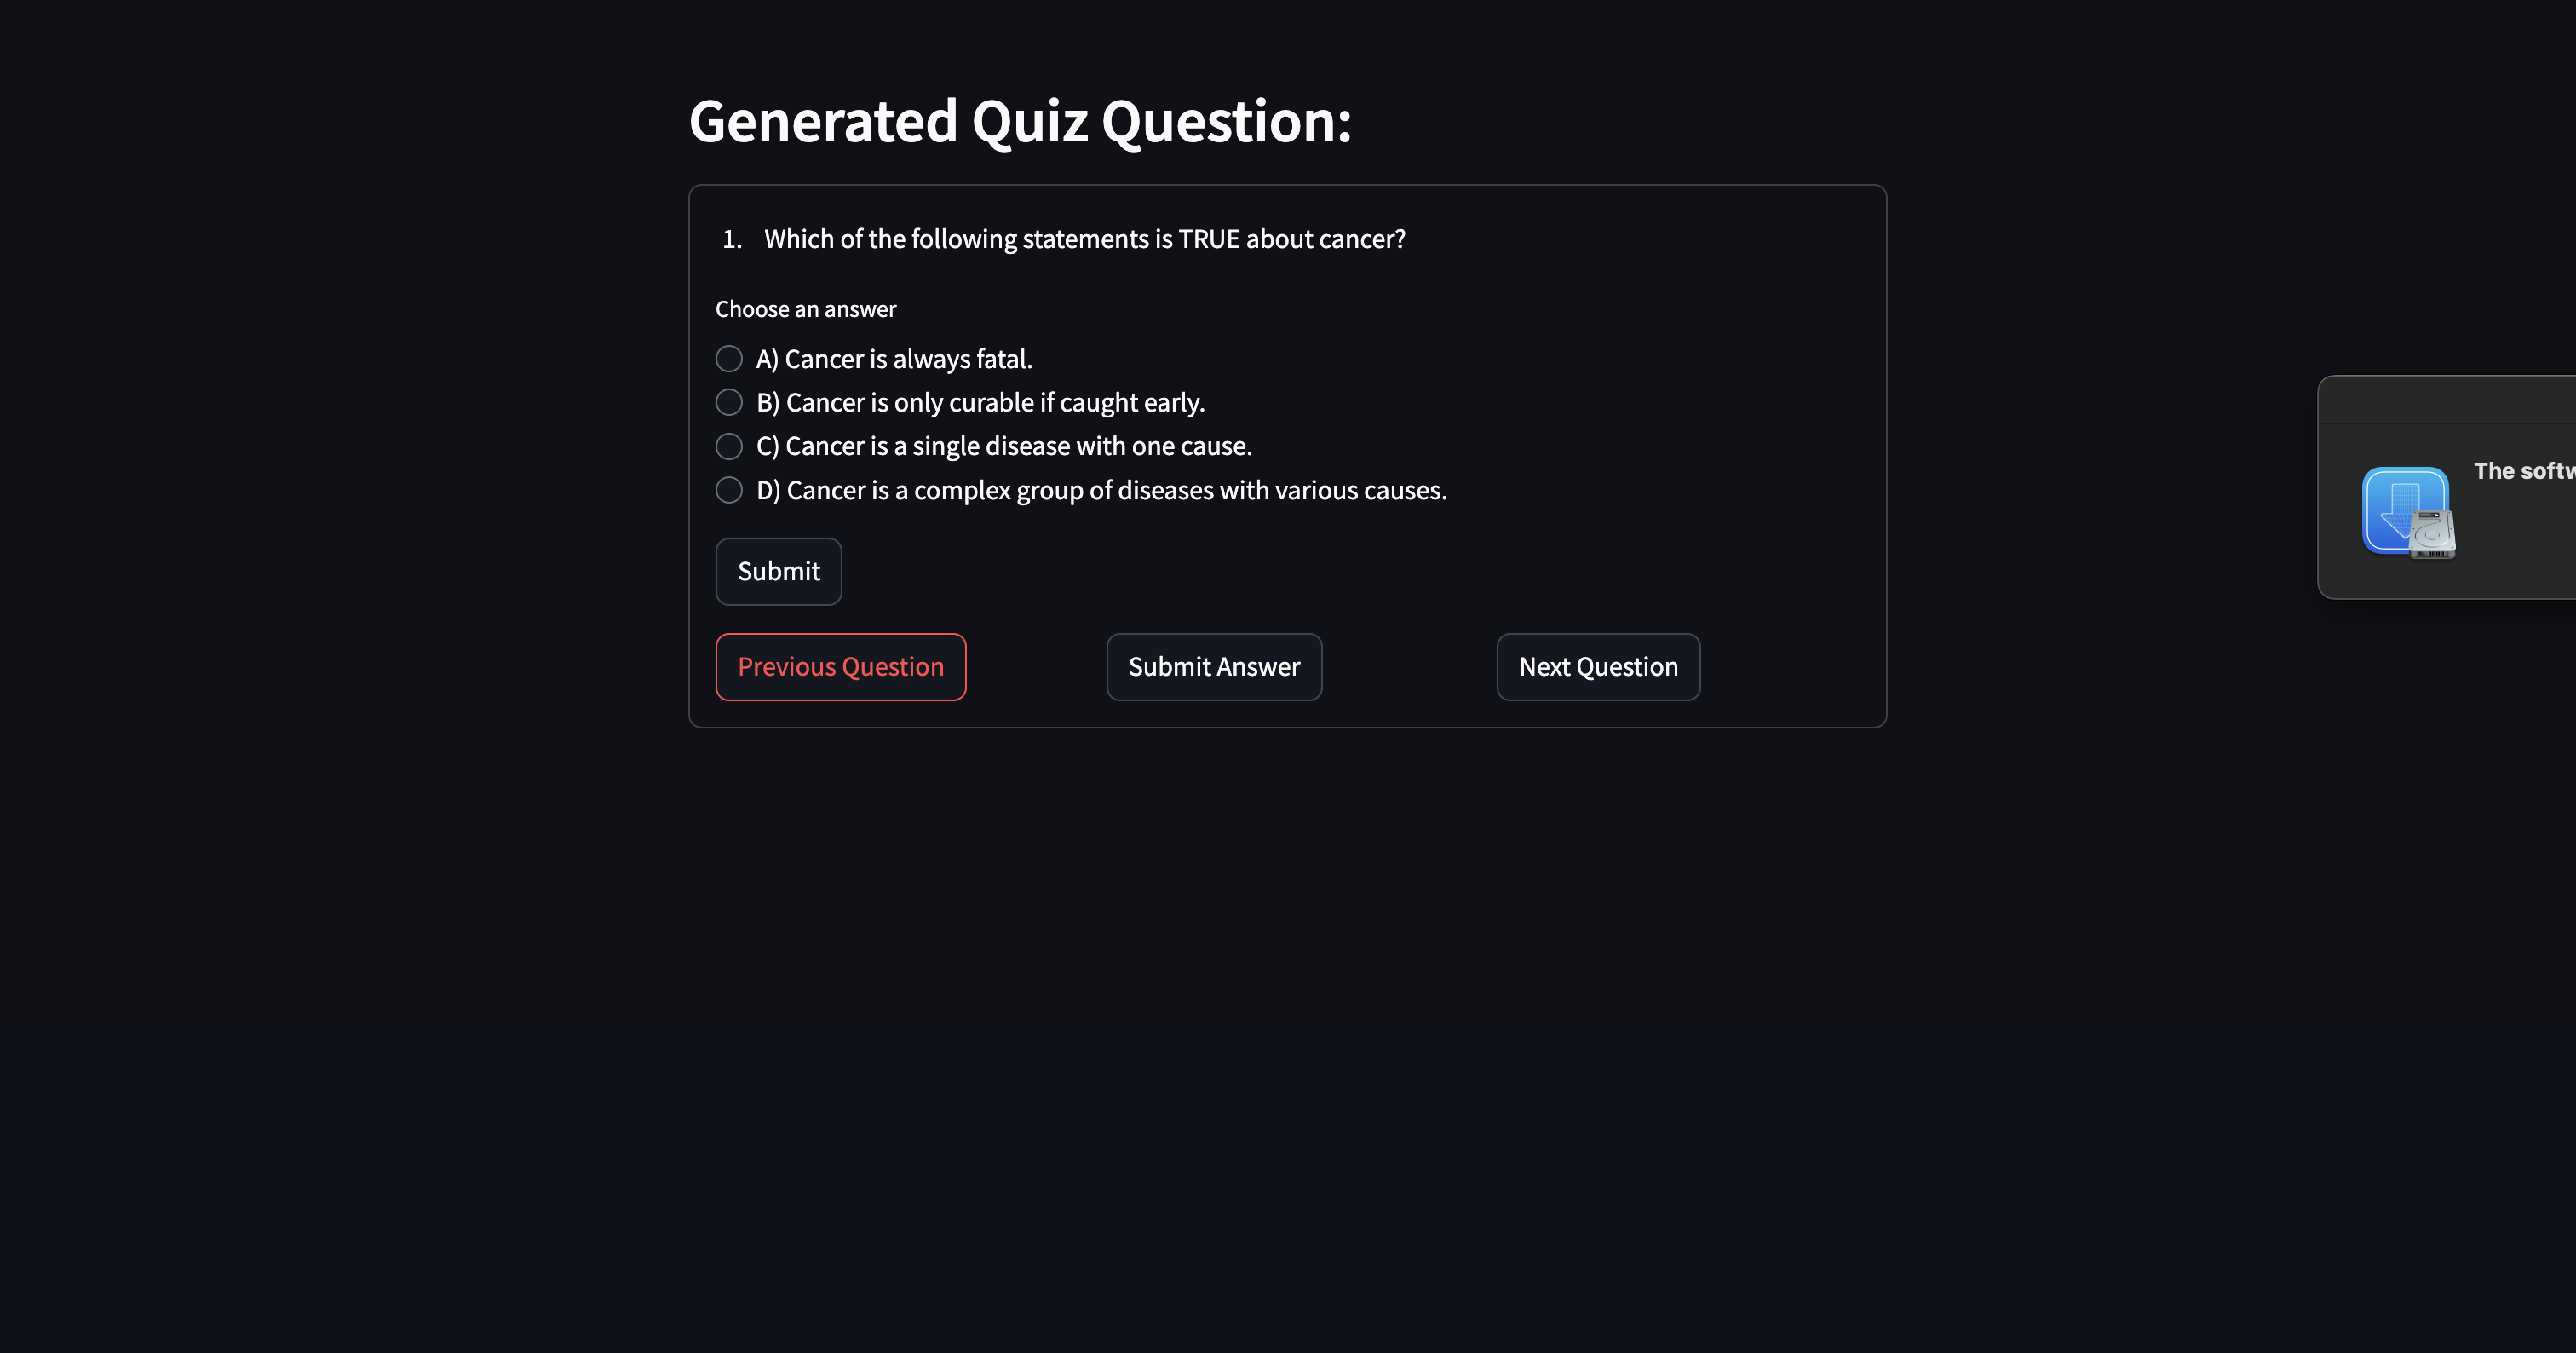 Generated Quiz Question:
1. Which of the following statements is TRUE about cancer?
Choose an answer
A) Cancer is always fatal.
B) Cancer is only curable if caught early.
C) Cancer is a single disease with one cause.
The
D) Cancer is a complex group of diseases with various causes.
Submit
Previous Question
Submit Answer
Next Question